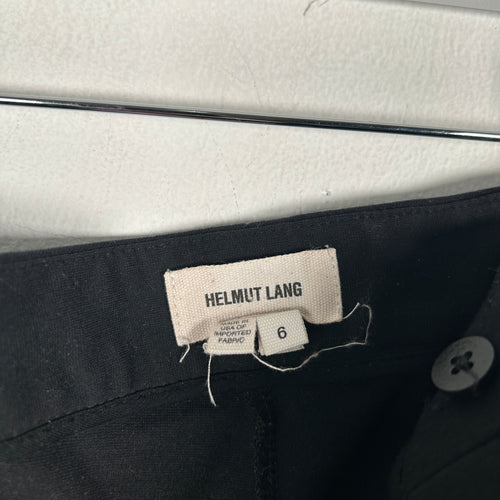 HELMUT LANG
MADE IN
USA OF
IMPORTED
FABRIC
6